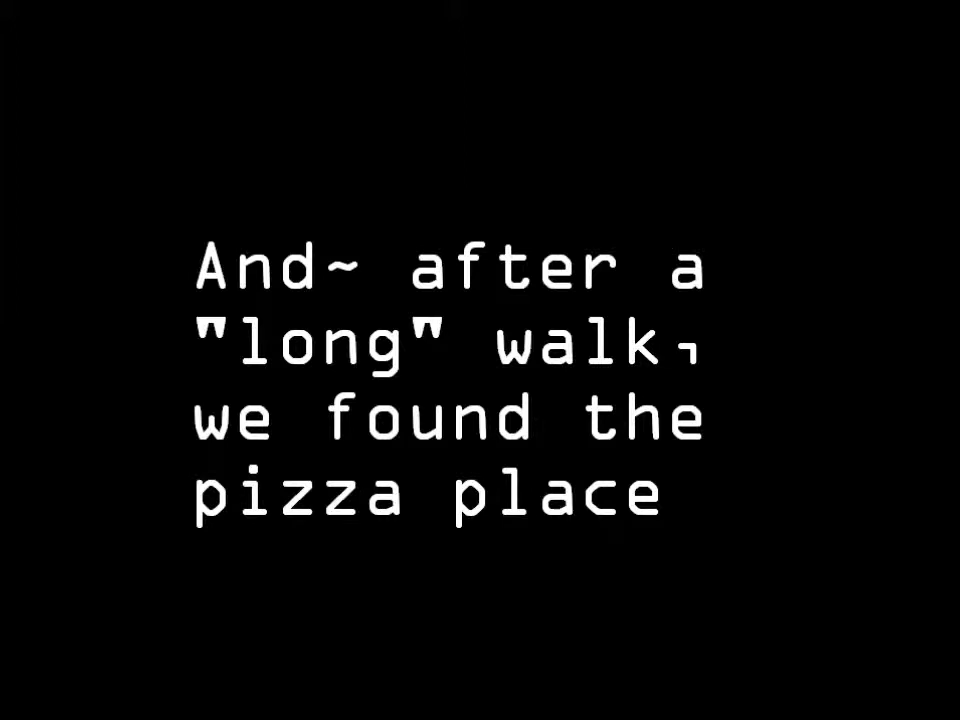 And~ after a
"long" walk,
we found the
pizza place